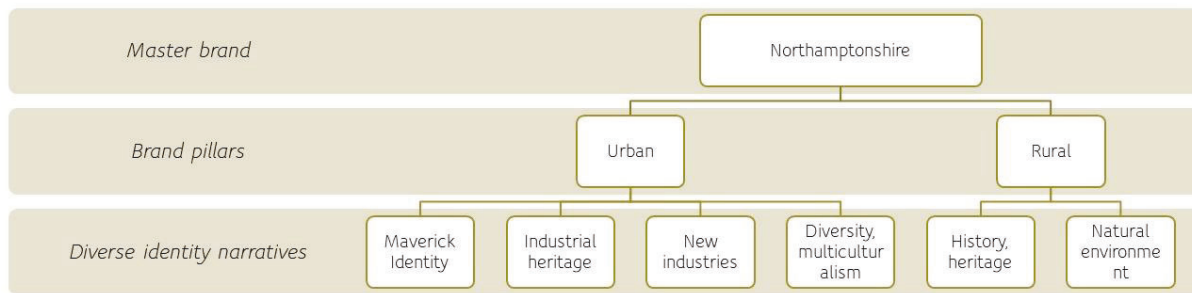 Master brand
Northamptonshire
Brand pillars
Urban
Rural
Diverse identity narratives
Maverick
Identity
Industrial
heritage
New
industries
Diversity,
multicultur
alism
History,
heritage
Natural
environme
nt